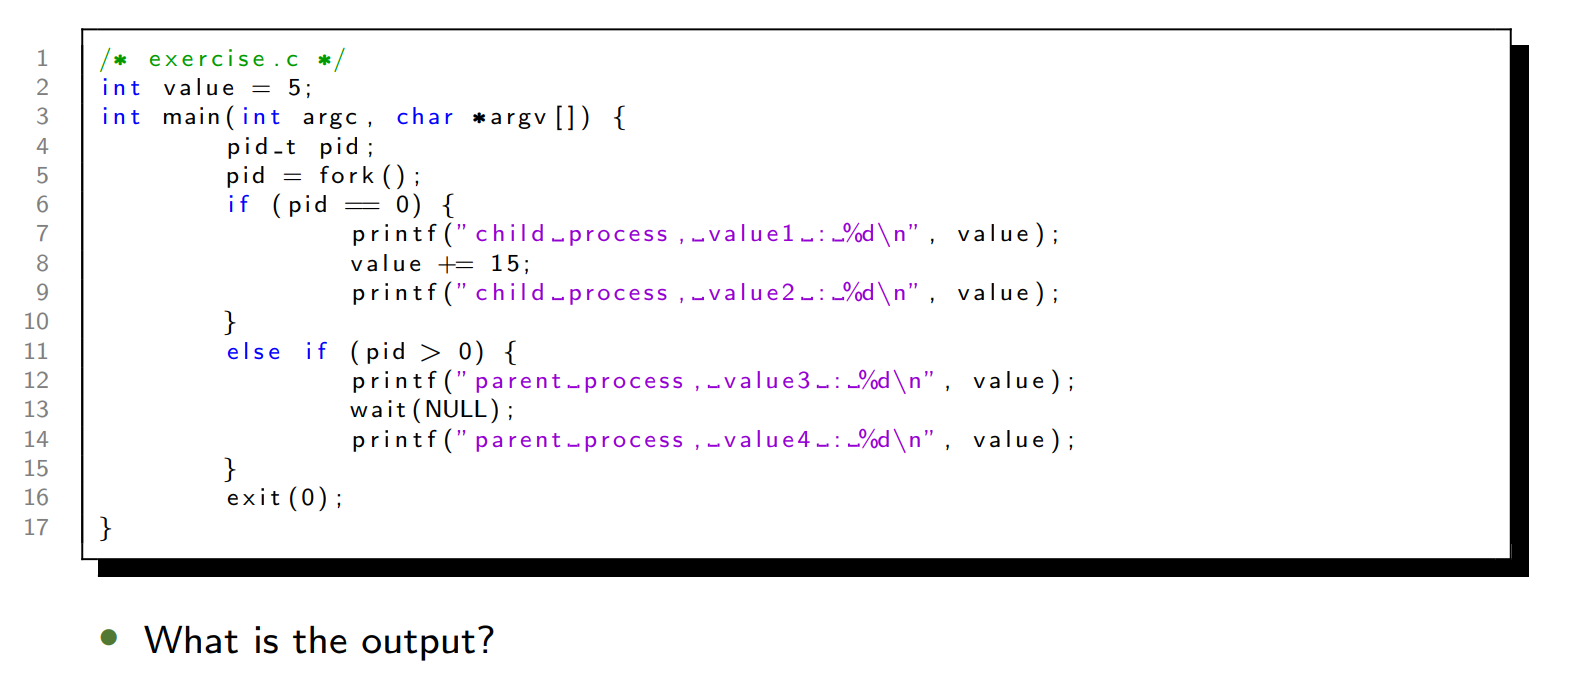 1 /* exercise.c */
2 int value = 5;
3 int main(int argc, char *argv[]) {
4 pid_t pid;
5 pid = fork();
6 if (pid == 0) {
7 printf("child␣process,␣value1␣:␣%d\n", value);
8 value += 15;
9 printf("child␣process,␣value2␣:␣%d\n", value);
10 }
11 else if (pid > 0) {
12 printf("parent␣process,␣value3␣:␣%d\n", value);
13 wait(NULL);
14 printf("parent␣process,␣value4␣:␣%d\n", value);
15 }
16 exit(0);
17 }
• What is the output?